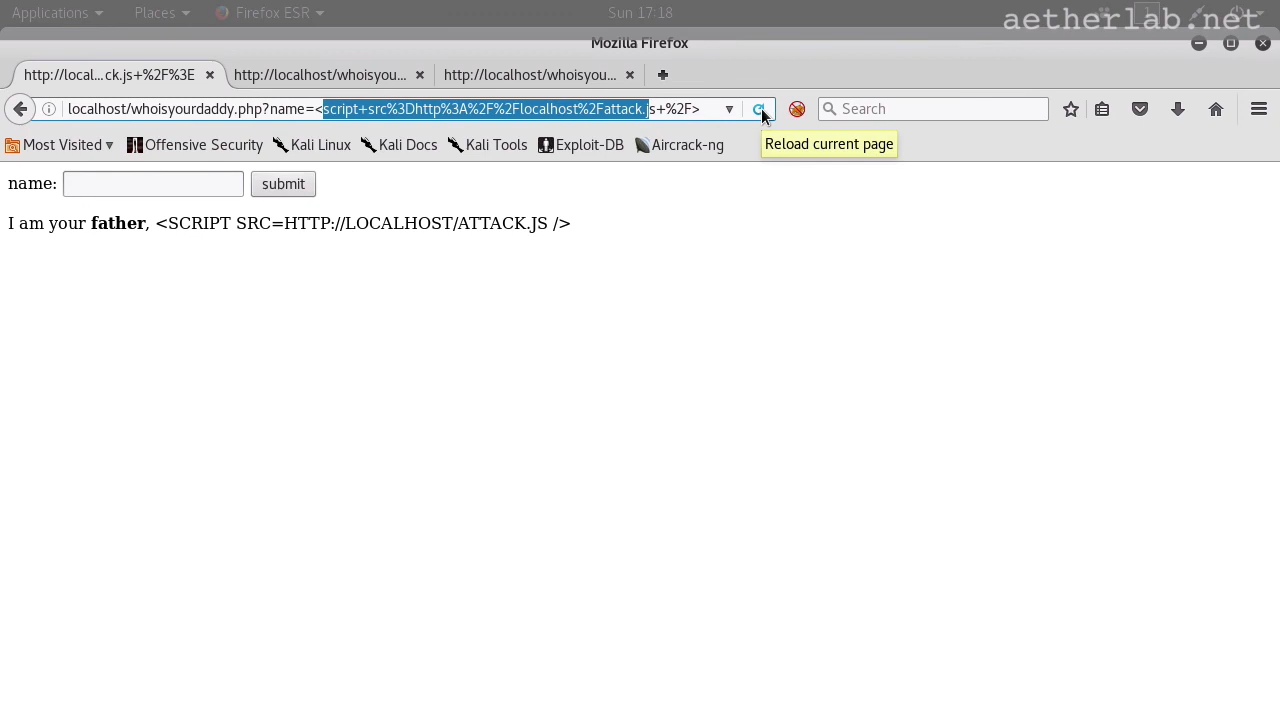 Applications Places Firefox ESR Sun 17:18
aetherlab.net
Mozilla Firefox
http://local...ck.js+%2F%3E http://localhost/whoisyou... http://localhost/whoisyou...
localhost/whoisyourdaddy.php?name=<script+src%3Dhttp%3A%2F%2Flocalhost%2Fattack.js+%2F> Search
Reload current page
Most Visited Offensive Security Kali Linux Kali Docs Kali Tools Exploit-DB Aircrack-ng
name: submit
I am your father, <SCRIPT SRC=HTTP://LOCALHOST/ATTACK.JS />